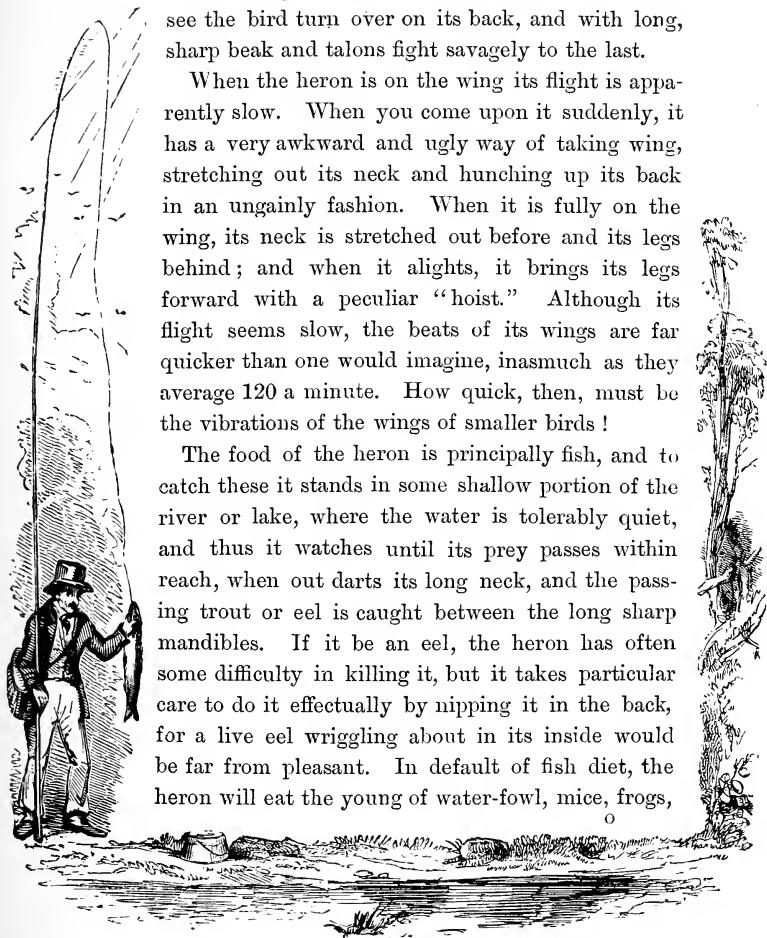 see the bird turn over on its back, and with long,
sharp beak and talons fight savagely to the last.
When the heron is on the wing its flight is appa-
rently slow. When you come upon it suddenly, it
has a very awkward and ugly way of taking wing,
stretching out its neck and hunching up its back
in an ungainly fashion. When it is fully on the
wing, its neck is stretched out before and its legs
behind; and when it alights, it brings its legs
forward with a peculiar "hoist." Although its
flight seems slow, the beats of its wings are far
quicker than one would imagine, inasmuch as they
average 120 a minute. How quick, then, must be
the vibrations of the wings of smaller birds!
The food of the heron is principally fish, and to
catch these it stands in some shallow portion of the
river or lake, where the water is tolerably quiet,
and thus it watches until its prey passes within
reach, when out darts its long neck, and the pass-
ing trout or eel is caught between the long sharp
mandibles. If it be an eel, the heron has often
some difficulty in killing it, but it takes particular
care to do it effectually by nipping it in the back,
for a live eel wriggling about in its inside would
be far from pleasant. In default of fish diet, the
heron will eat the young of water-fowl, mice, frogs,
O